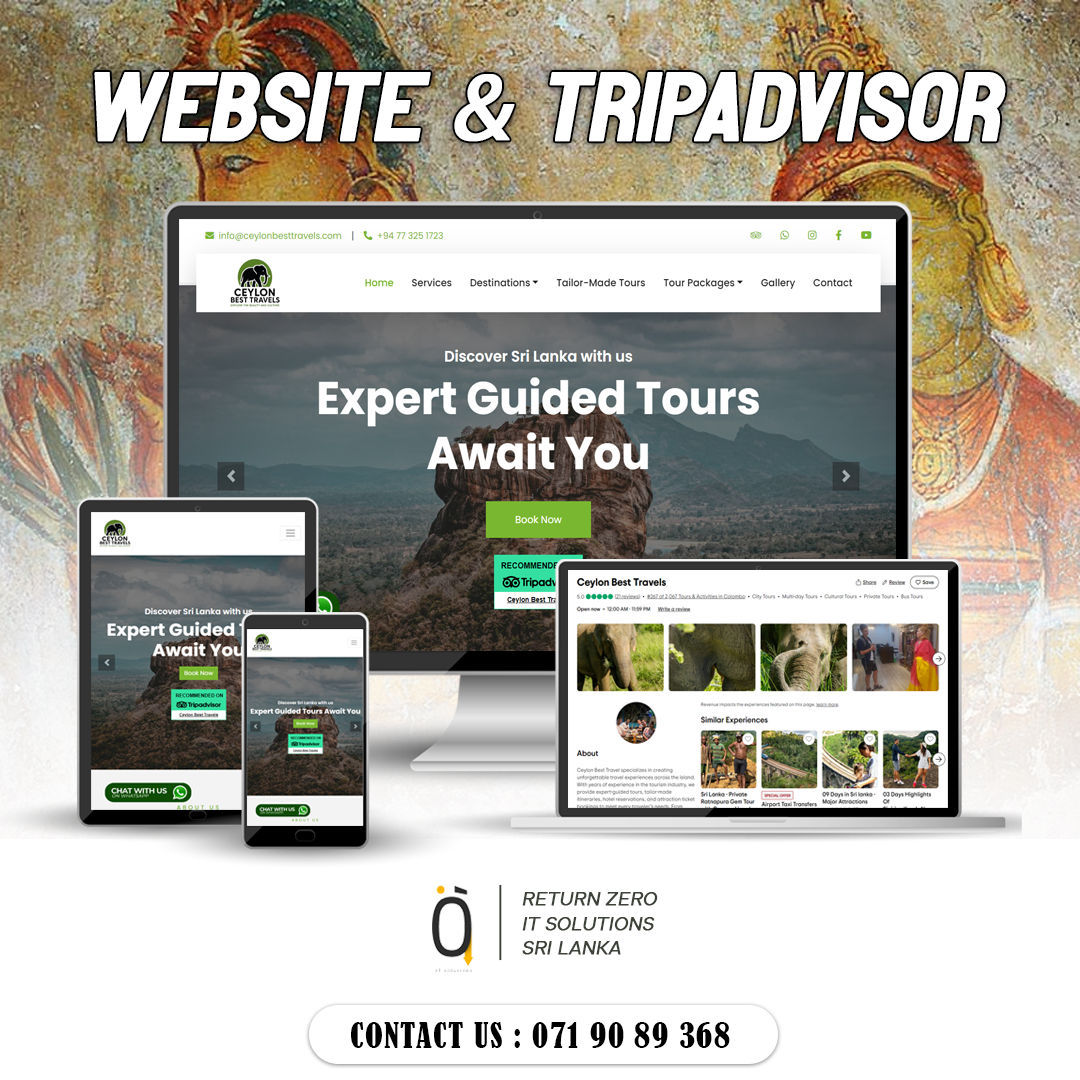 WEBSITE & TRIPADVISOR
info@ceylonbesttravels.com | +94 77 325 1723
CEYLON
BEST TRAVELS
Home Services Destinations Tailor-Made Tours Tour Packages Gallery Contact
Discover Sri Lanka with us
Expert Guided Tours
Await You
Book Now
RECOMMENDE
Tripadv
Ceylon Best Tra
CEYLON
BEST TRAVELS
Discover Sri Lanka with us
Expert Guided
Await You
Book Now
RECOMMENDED ON
Tripadvisor
Ceylon Best Travels
CHAT WITH US
ON WHATSAPP
ABOUT US
CEYLON
BEST TRAVELS
Discover Sri Lanka with us
Expert Guided Tours Await You
Book Now
RECOMMENDED ON
Tripadvisor
Ceylon Best Travels
CHAT WITH US
ABOUT US
Ceylon Best Travels
Share Review Save
5.0 (21 reviews) • #267 of 2,067 Tours & Activities in Colombo • City Tours • Multi-day Tours • Cultural Tours • Private Tours • Bus Tours
Open now • 12:00 AM - 11:59 PM Write a review
Revenue impacts the experiences featured on this page, learn more.
Similar Experiences
About
Ceylon Best Travel specializes in creating
unforgettable travel experiences across the island.
With years of experience in the tourism industry, we
provide expert guided tours, tailor-made
itineraries, hotel reservations, and attraction ticket
bookings to meet every traveler's needs. From
Sri Lanka - Private
Ratnapura Gem Tour
SPECIAL OFFER
Airport Taxi Transfers
09 Days in Sri lanka -
Major Attractions
03 Days Highlights
Of
RETURN ZERO
IT SOLUTIONS
SRI LANKA
CONTACT US : 071 90 89 368